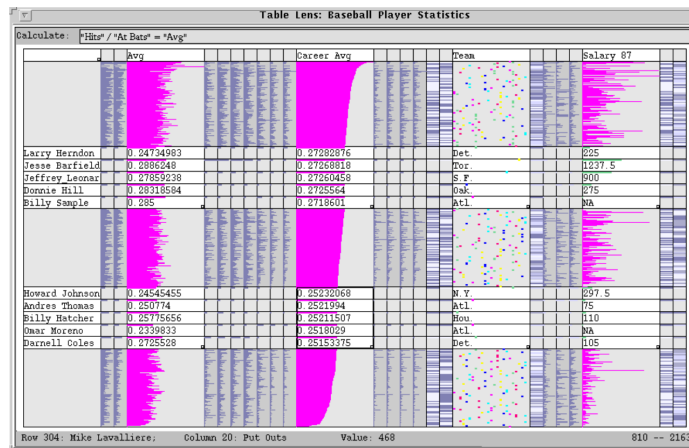 Table Lens: Baseball Player Statistics
Calculate: "Hits" / "At Bats" = "Avg"
Avg Career Avg Team Salary 87
Larry Herndon 0.24734983 0.27282876 Det. 225
Jesse Barfield 0.2886248 0.27268818 Tor. 1237.5
Jeffrey Leonar 0.27859238 0.27260458 S.F. 900
Donnie Hill 0.28318584 0.2725564 Oak. 275
Billy Sample 0.285 0.2718601 Atl. NA
Howard Johnson 0.24545455 0.25232068 N.Y. 297.5
Andres Thomas 0.250774 0.2521994 Atl. 75
Billy Hatcher 0.25775656 0.25211507 Hou. 110
Omar Moreno 0.2339833 0.2518029 Atl. NA
Darnell Coles 0.2725528 0.25153375 Det. 105
Row 304: Mike Lavalliere; Column 20: Put Outs Value: 468 810 -- 2163